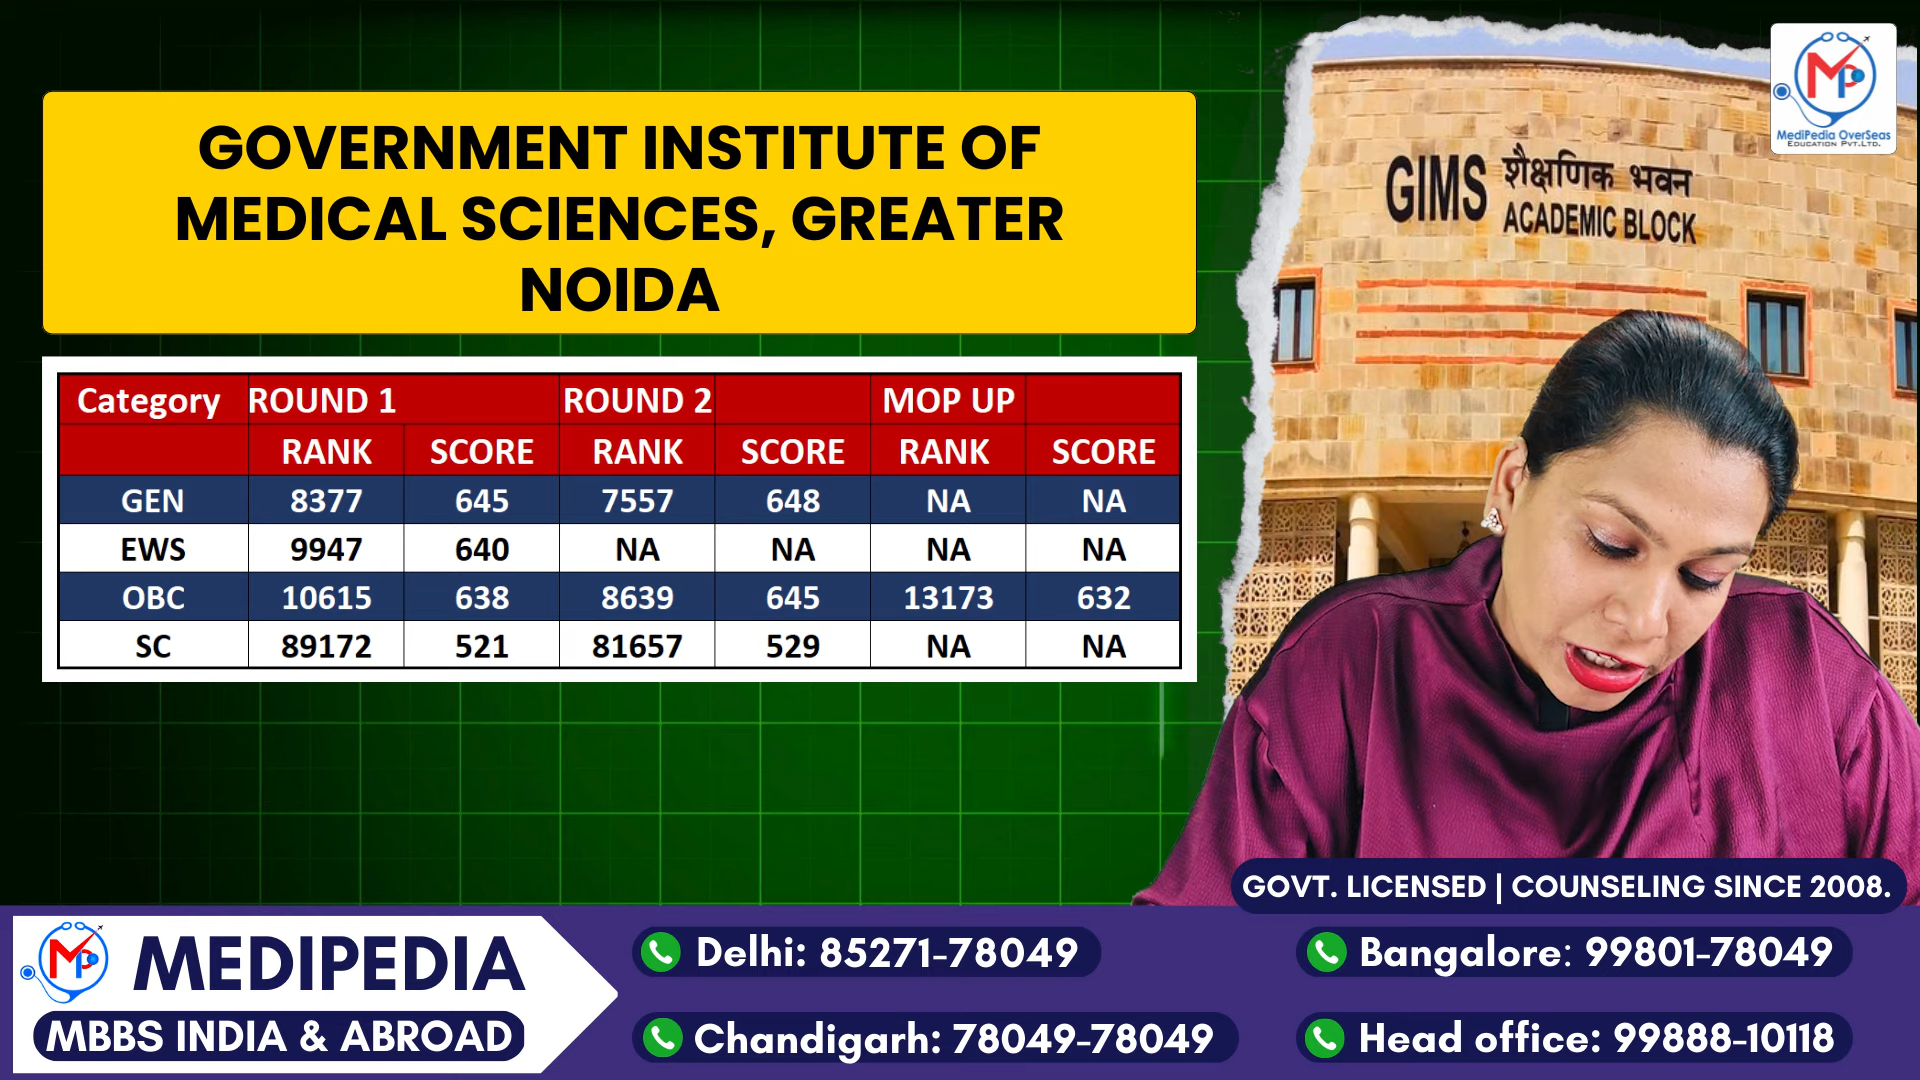 GOVERNMENT INSTITUTE OF
MEDICAL SCIENCES, GREATER
NOIDA
Category ROUND 1 ROUND 2 MOP UP
RANK SCORE RANK SCORE RANK SCORE
GEN 8377 645 7557 648 NA NA
EWS 9947 640 NA NA NA NA
OBC 10615 638 8639 645 13173 632
SC 89172 521 81657 529 NA NA
MP
MediPedia OverSeas
Education Pvt.Ltd.
GIMS शैक्षणिक भवन
ACADEMIC BLOCK
GOVT. LICENSED | COUNSELING SINCE 2008.
MP MEDIPEDIA
MBBS INDIA & ABROAD
Delhi: 85271-78049
Bangalore: 99801-78049
Chandigarh: 78049-78049
Head office: 99888-10118